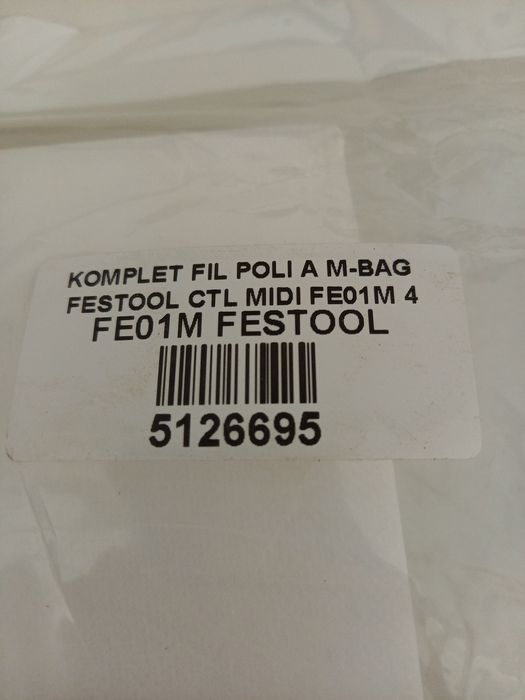 KOMPLET FIL POLI A M-BAG
FESTOOL CTL MIDI FE01M 4
FE01M FESTOOL
5126695